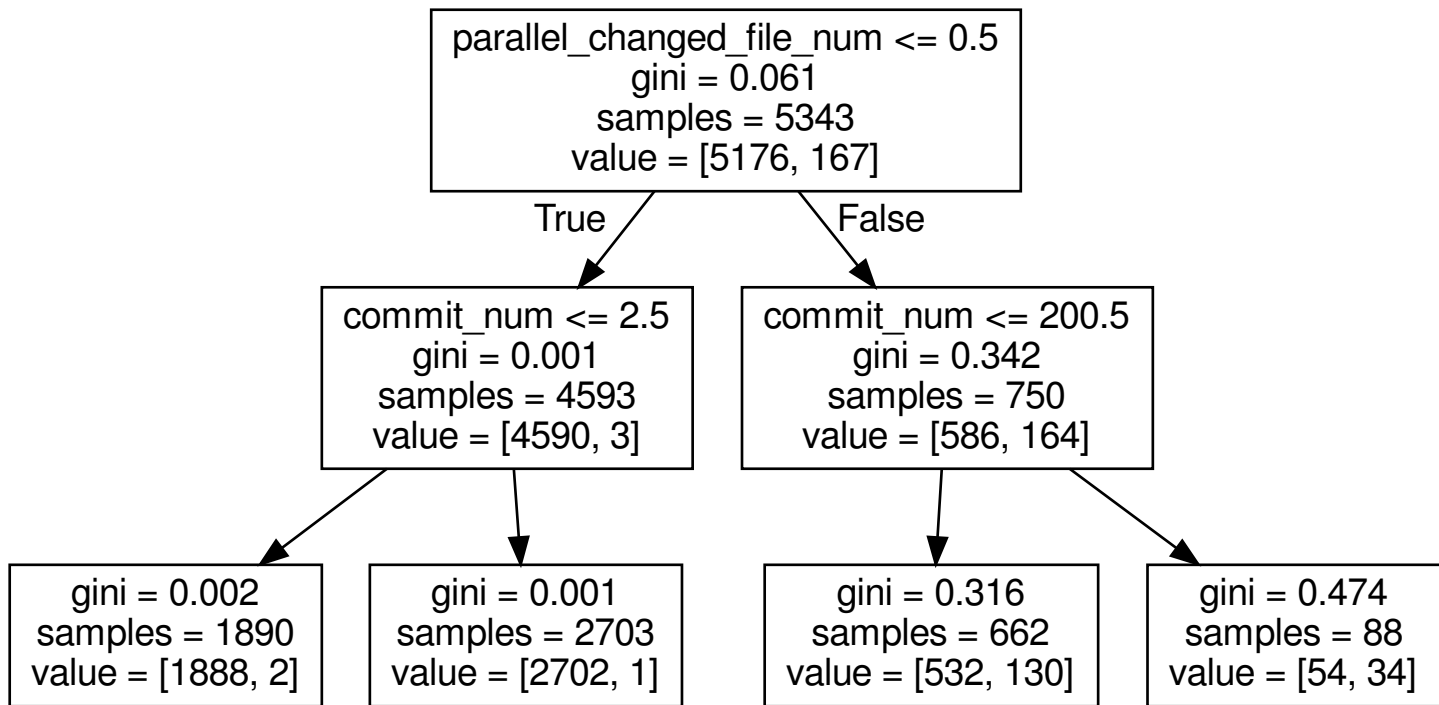 parallel_changed_file_num <= 0.5
gini = 0.061
samples = 5343
value = [5176, 167]
True
False
commit_num <= 2.5
gini = 0.001
samples = 4593
value = [4590, 3]
commit_num <= 200.5
gini = 0.342
samples = 750
value = [586, 164]
gini = 0.002
samples = 1890
value = [1888, 2]
gini = 0.001
samples = 2703
value = [2702, 1]
gini = 0.316
samples = 662
value = [532, 130]
gini = 0.474
samples = 88
value = [54, 34]